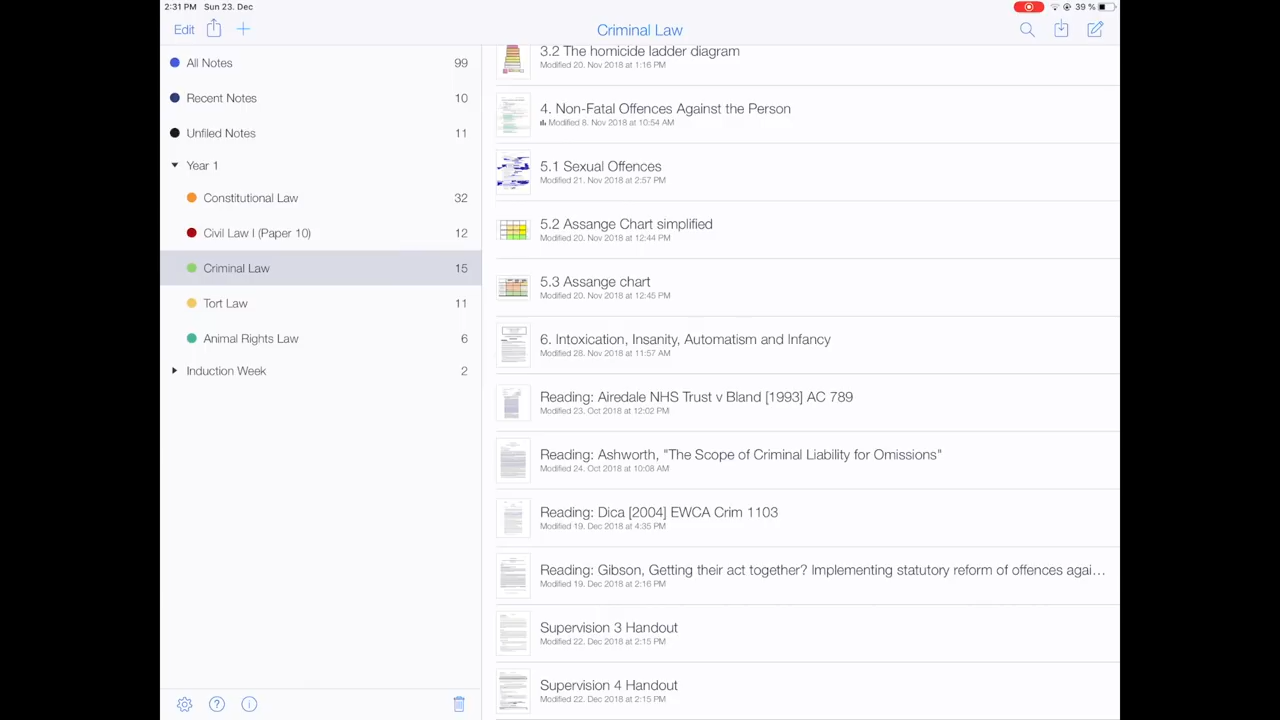 2:31 PM Sun 23. Dec
39 %
Edit
Criminal Law
All Notes 99
Recent Notes 10
Unfiled Notes 11
Year 1
Constitutional Law 32
Civil Law I (Paper 10) 12
Criminal Law 15
Tort Law 11
Animal Rights Law 6
Induction Week 2
3.2 The homicide ladder diagram
Modified 20. Nov 2018 at 1:16 PM
4. Non-Fatal Offences Against the Person
Modified 8. Nov 2018 at 10:54 AM
5.1 Sexual Offences
Modified 21. Nov 2018 at 2:57 PM
5.2 Assange Chart simplified
Modified 20. Nov 2018 at 12:44 PM
5.3 Assange chart
Modified 20. Nov 2018 at 12:45 PM
6. Intoxication, Insanity, Automatism and Infancy
Modified 28. Nov 2018 at 11:57 AM
Reading: Airedale NHS Trust v Bland [1993] AC 789
Modified 23. Oct 2018 at 12:02 PM
Reading: Ashworth, "The Scope of Criminal Liability for Omissions"
Modified 24. Oct 2018 at 10:08 AM
Reading: Dica [2004] EWCA Crim 1103
Modified 19. Dec 2018 at 4:35 PM
Reading: Gibson, Getting their act together? Implementing statutory reform of offences agai…
Modified 19. Dec 2018 at 2:16 PM
Supervision 3 Handout
Modified 22. Dec 2018 at 2:15 PM
Supervision 4 Handout
Modified 22. Dec 2018 at 2:15 PM